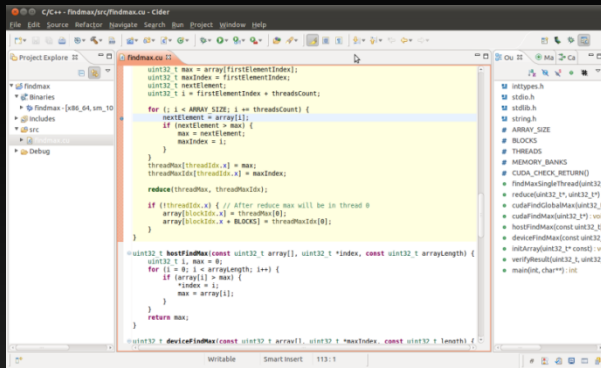 C/C++ - findmax/src/findmax.cu - Cider
File Edit Source Refactor Navigate Search Run Project Window Help
Project Explore
findmax
Binaries
findmax - [x86_64, sm_10
Includes
src
findmax.cu
Debug
findmax.cu
uint32_t max = array[firstElementIndex];
uint32_t maxIndex = firstElementIndex;
uint32_t nextElement;
uint32_t i = firstElementIndex + threadsCount;
for (; i < ARRAY_SIZE; i += threadsCount) {
nextElement = array[i];
if (nextElement > max) {
max = nextElement;
maxIndex = i;
}
}
threadMax[threadIdx.x] = max;
threadMaxIdx[threadIdx.x] = maxIndex;
reduce(threadMax, threadMaxIdx);
if (!threadIdx.x) { // After reduce max will be in thread 0
array[blockIdx.x] = threadMax[0];
array[blockIdx.x + BLOCKS] = threadMaxIdx[0];
}
}
uint32_t hostFindMax(const uint32_t array[], uint32_t *index, const uint32_t arrayLength) {
uint32_t i, max = 0;
for (i = 0; i < arrayLength; i++) {
if (array[i] > max) {
*index = i;
max = array[i];
}
}
return max;
}
uint32_t deviceFindMax(const uint32_t array[], uint32_t *maxIndex, const uint32_t length) {
Ou Ma Ca
inttypes.h
stdio.h
stdlib.h
string.h
ARRAY_SIZE
BLOCKS
THREADS
MEMORY_BANKS
CUDA_CHECK_RETURN()
findMaxSingleThread(uint32
reduce(uint32_t*, uint32_t*)
cudaFindGlobalMax(uint32_
cudaFindMax(uint32_t*) : vo
hostFindMax(const uint32_t
deviceFindMax(const uint32
initArray(uint32_t* const) : v
verifyResult(uint32_t, uint32
main(int, char**) : int
Writable Smart Insert 113 : 1